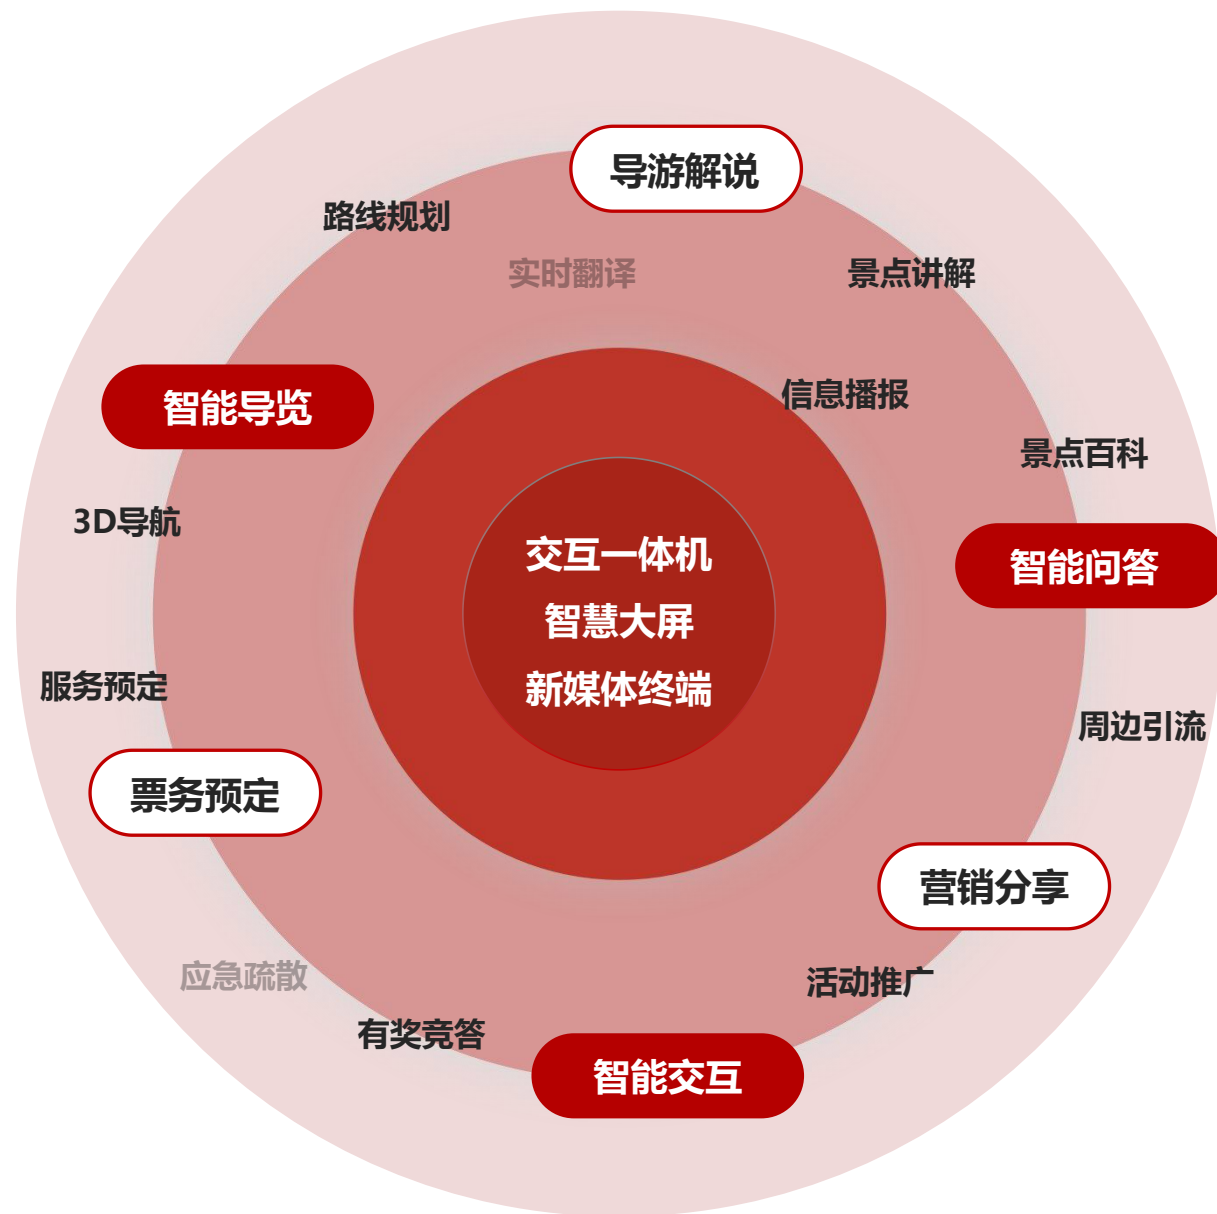 导游解说
路线规划
实时翻译
景点讲解
智能导览
信息播报
景点百科
3D导航
交互一体机
智慧大屏
新媒体终端
智能问答
服务预定
周边引流
票务预定
营销分享
应急疏散
活动推广
有奖竞答
智能交互